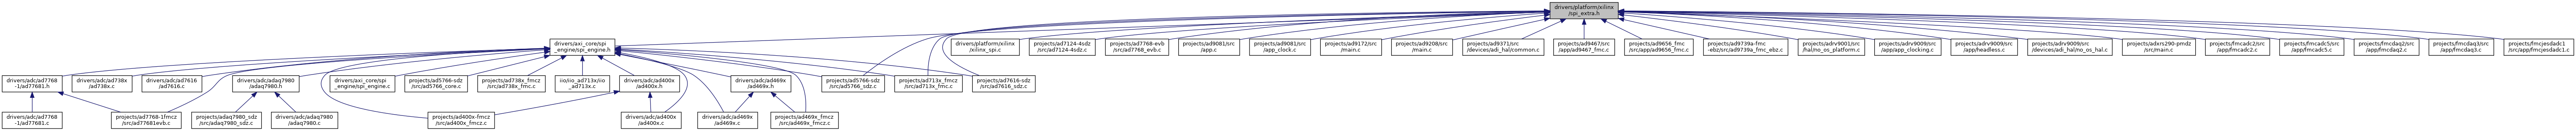 drivers/platform/xilinx
/spi_extra.h
drivers/axi_core/spi
_engine/spi_engine.h
drivers/platform/xilinx
/xilinx_spi.c
projects/ad7124-4sdz
/src/ad7124-4sdz.c
projects/ad7768-evb
/src/ad7768_evb.c
projects/ad9081/src
/app.c
projects/ad9081/src
/app_clock.c
projects/ad9172/src
/main.c
projects/ad9208/src
/main.c
projects/ad9371/src
/devices/adi_hal/common.c
projects/ad9467/src
/app/ad9467_fmc.c
projects/ad9656_fmc
/src/app/ad9656_fmc.c
projects/ad9739a-fmc
-ebz/src/ad9739a_fmc_ebz.c
projects/adrv9001/src
/hal/no_os_platform.c
projects/adrv9009/src
/app/app_clocking.c
projects/adrv9009/src
/app/headless.c
projects/adrv9009/src
/devices/adi_hal/no_os_hal.c
projects/adxrs290-pmdz
/src/main.c
projects/fmcadc2/src
/app/fmcadc2.c
projects/fmcadc5/src
/app/fmcadc5.c
projects/fmcdaq2/src
/app/fmcdaq2.c
projects/fmcdaq3/src
/app/fmcdaq3.c
projects/fmcjesdadc1
/src/app/fmcjesdadc1.c
drivers/adc/ad7768
-1/ad77681.h
drivers/adc/ad738x
/ad738x.c
drivers/adc/ad7616
/ad7616.c
drivers/adc/adaq7980
/adaq7980.h
drivers/axi_core/spi
_engine/spi_engine.c
projects/ad5766-sdz
/src/ad5766_core.c
projects/ad738x_fmcz
/src/ad738x_fmc.c
iio/iio_ad713x/iio
_ad713x.c
drivers/adc/ad400x
/ad400x.h
drivers/adc/ad469x
/ad469x.h
projects/ad5766-sdz
/src/ad5766_sdz.c
projects/ad713x_fmcz
/src/ad713x_fmc.c
projects/ad7616-sdz
/src/ad7616_sdz.c
drivers/adc/ad7768
-1/ad77681.c
projects/ad7768-1fmcz
/src/ad77681evb.c
projects/adaq7980_sdz
/src/adaq7980_sdz.c
drivers/adc/adaq7980
/adaq7980.c
projects/ad400x-fmcz
/src/ad400x_fmcz.c
drivers/adc/ad400x
/ad400x.c
drivers/adc/ad469x
/ad469x.c
projects/ad469x_fmcz
/src/ad469x_fmcz.c